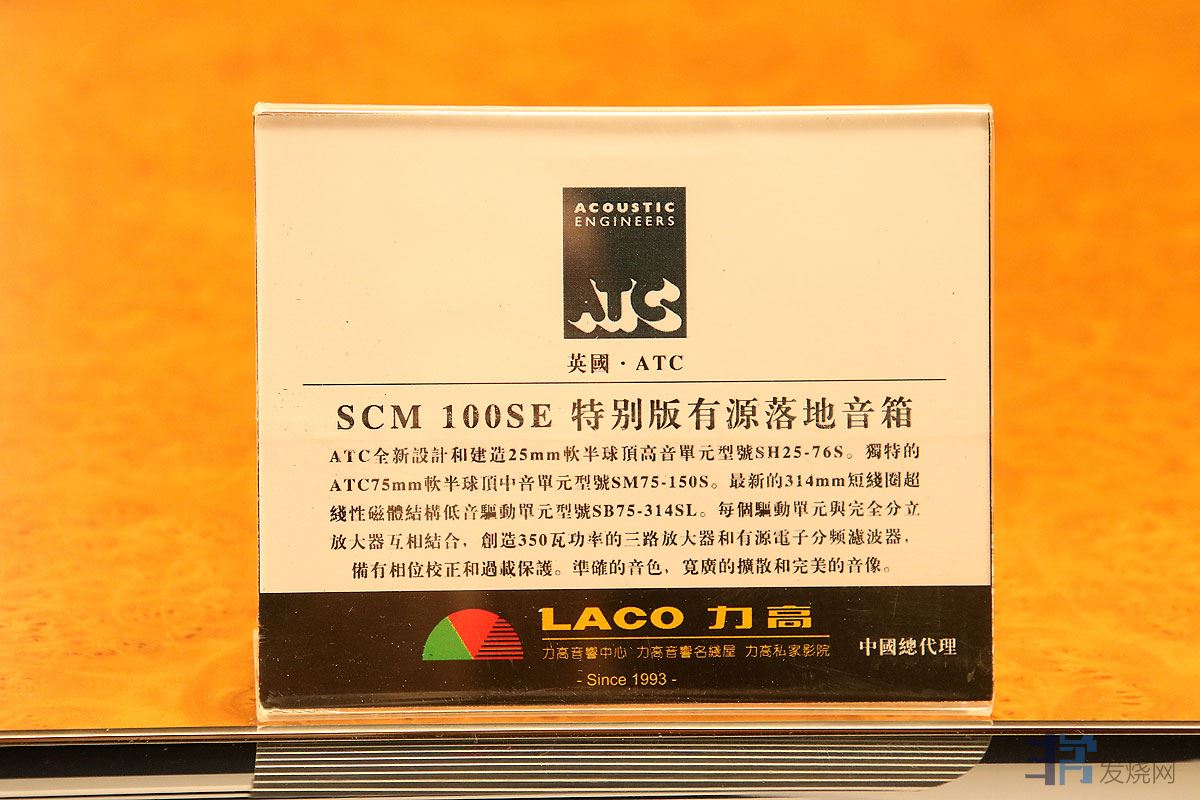 ACOUSTIC
ENGINEERS
ATC
英國·ATC
SCM 100SE 特别版有源落地音箱
ATC全新設計和建造25mm軟半球頂高音單元型號SH25-76S。獨特的
ATC75mm軟半球頂中音單元型號SM75-150S。最新的314mm短綫圈超
綫性磁體結構低音驅動單元型號SB75-314SL。每個驅動單元與完全分立
放大器互相結合，創造350瓦功率的三路放大器和有源電子分频濾波器，
備有相位校正和過載保護。準確的音色，寬廣的擴散和完美的音像。
LACO 力高
力高音響中心 力高音響名綫屋 力高私家影院
中國總代理
- Since 1993 -
发烧网